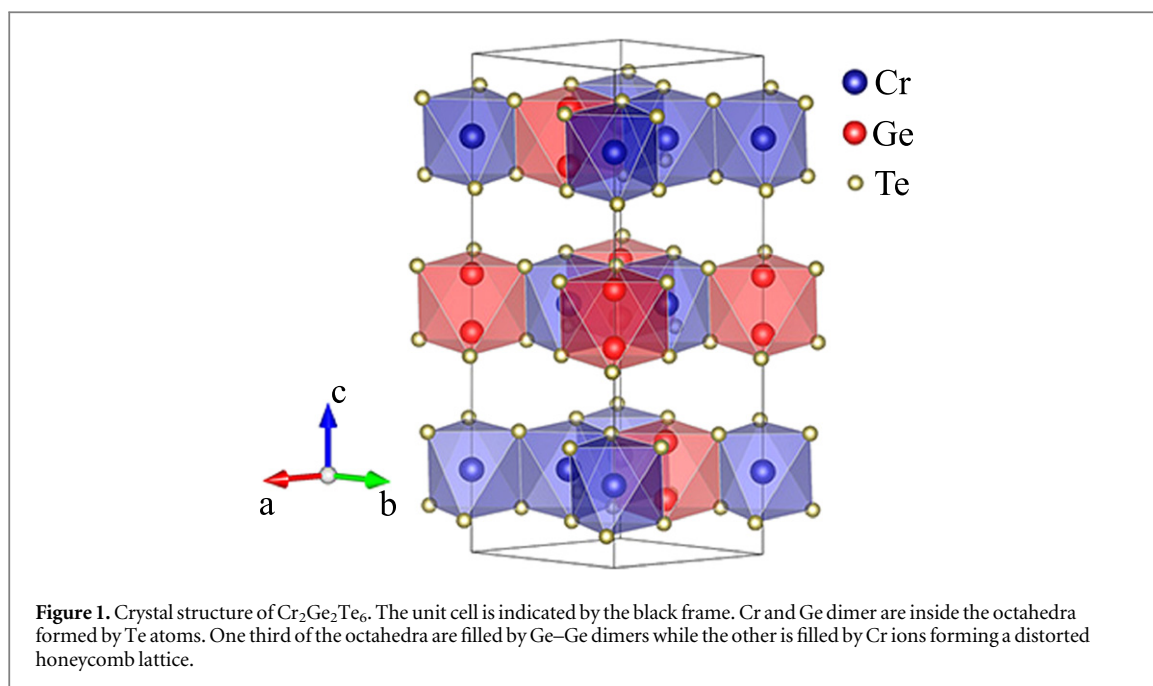 Cr
Ge
Te
c
a
b
Figure 1. Crystal structure of Cr₂Ge₂Te₆. The unit cell is indicated by the black frame. Cr and Ge dimer are inside the octahedra
formed by Te atoms. One third of the octahedra are filled by Ge–Ge dimers while the other is filled by Cr ions forming a distorted
honeycomb lattice.